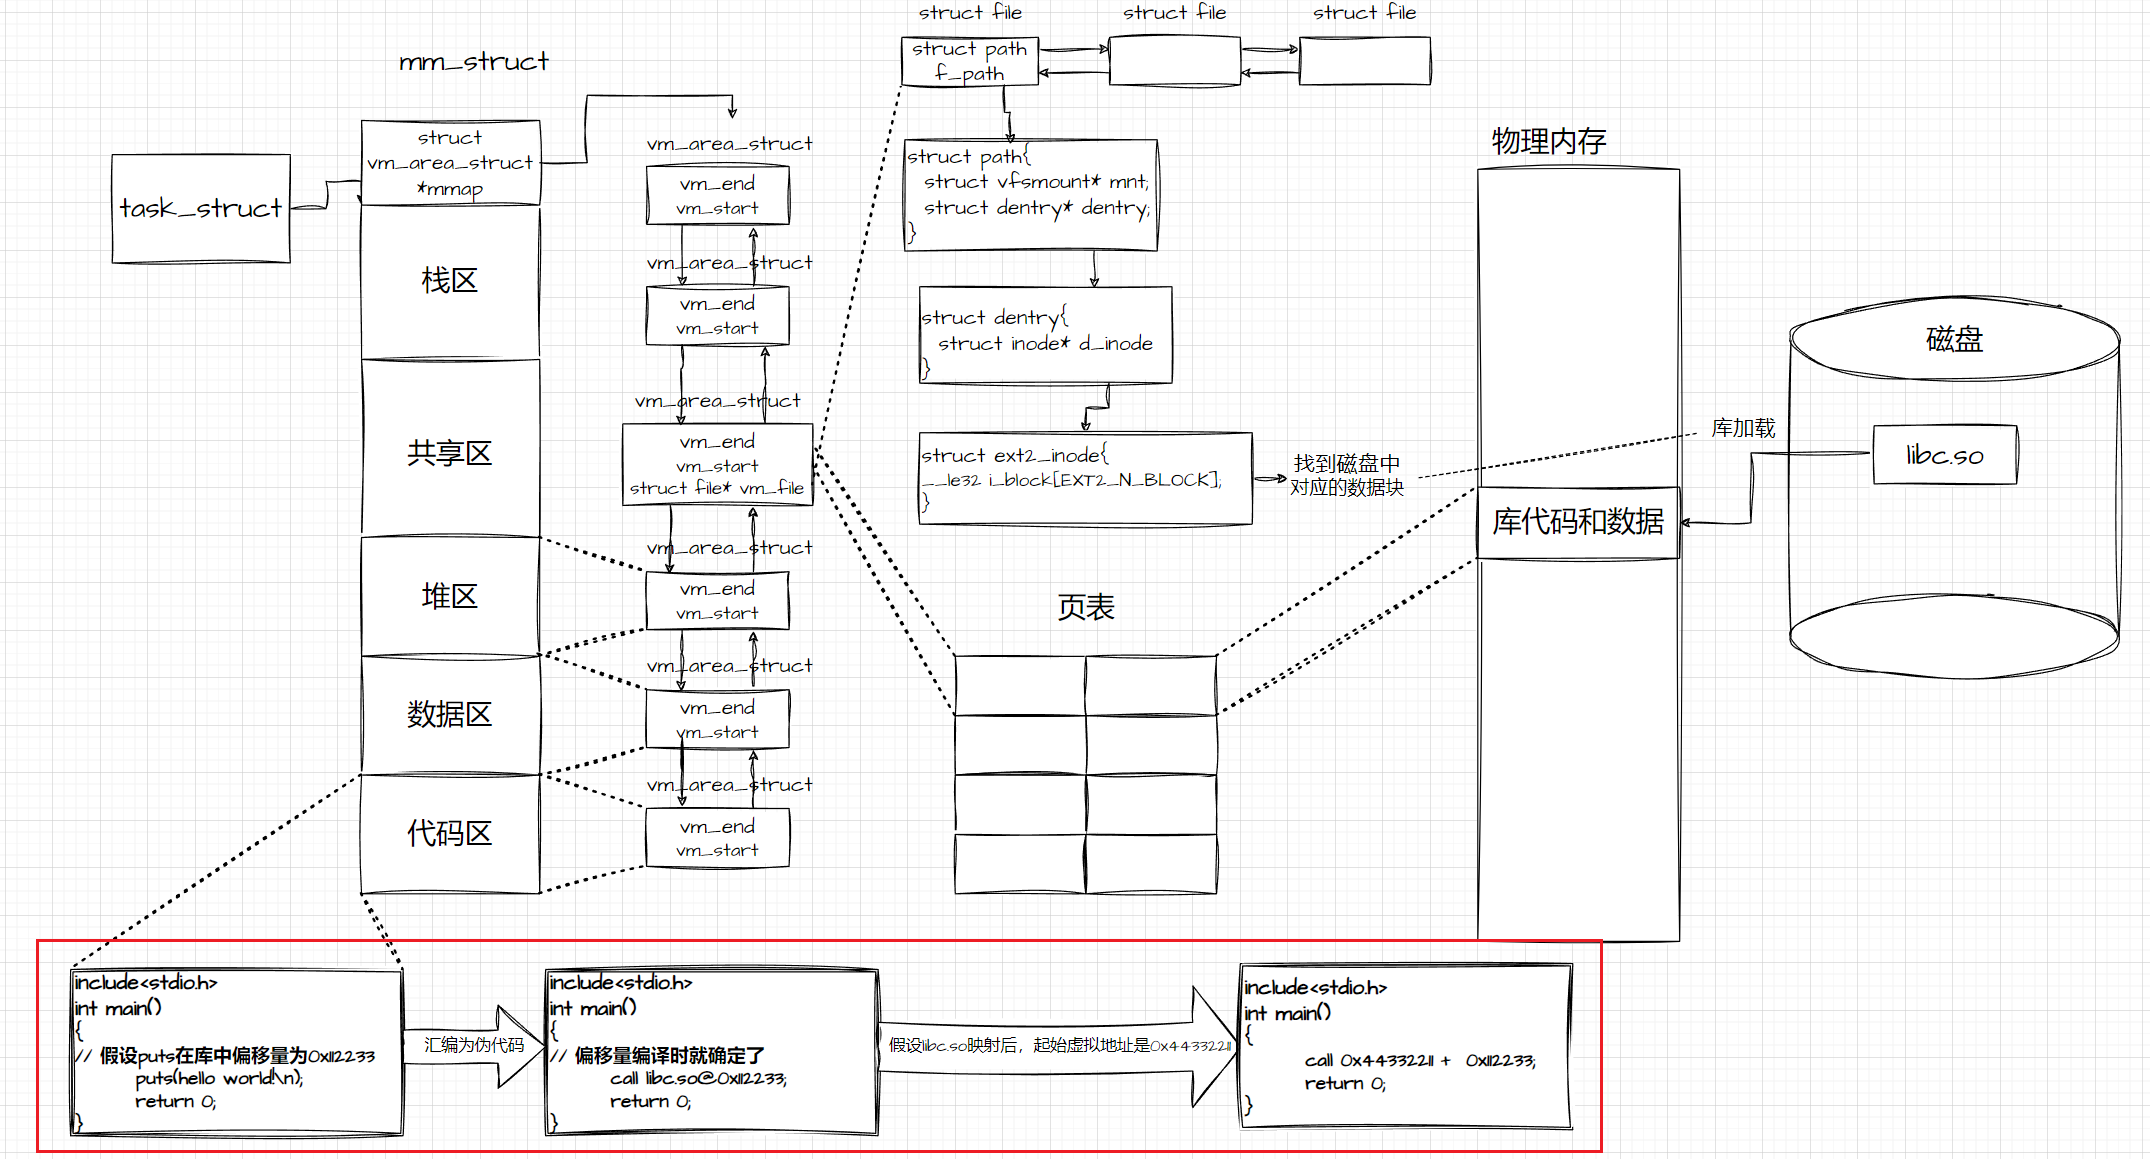 struct file
struct file
struct file
struct path
f_path
mm_struct
struct
vm_area_struct
*mmap
task_struct
栈区
共享区
堆区
数据区
代码区
vm_area_struct
vm_end
vm_start
vm_area_struct
vm_end
vm_start
vm_area_struct
vm_end
vm_start
struct file* vm_file
vm_area_struct
vm_end
vm_start
vm_area_struct
vm_end
vm_start
vm_area_struct
vm_end
vm_start
struct path{
struct vfsmount* mnt;
struct dentry* dentry;
}
struct dentry{
struct inode* d_inode
}
struct ext2_inode{
__le32 i_block[EXT2_N_BLOCK];
}
找到磁盘中
对应的数据块
页表
物理内存
库代码和数据
库加载
磁盘
libc.so
include<stdio.h>
int main()
{
// 假设puts在库中偏移量为0x112233
puts(hello world!\n);
return 0;
}
汇编为伪代码
include<stdio.h>
int main()
{
// 偏移量编译时就确定了
call libc.so@0x112233;
return 0;
}
假设libc.so映射后，起始虚拟地址是0x44332211
include<stdio.h>
int main()
{
call 0x44332211 + 0x112233;
return 0;
}